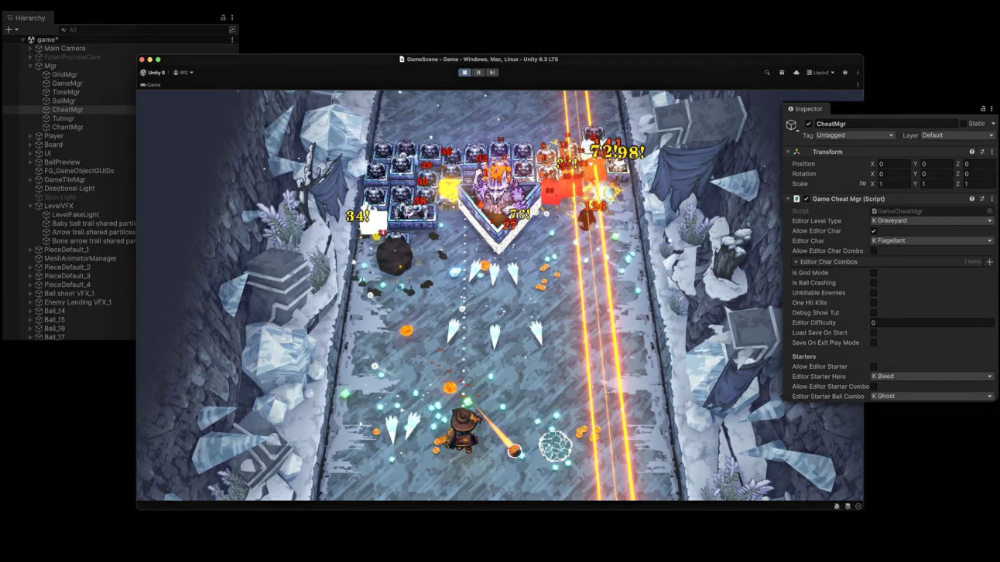 Hierarchy
All
game*
Main Camera
Mgr
GridMgr
GameMgr
TimeMgr
BallMgr
CheatMgr
Tutmgr
ChantMgr
Player
Board
UI
BallPreview
FG_GameObjectGUIDs
GameTileMgr
Directional Light
Spot Light
LevelVFX
LevelFakeLight
Baby ball trail shared particles
Arrow trail shared partilces
Bone arrow trail shared par
PieceDefault_1
MeshAnimatorManager
PieceDefault_2
PieceDefault_3
PieceDefault_4
Ball shoot VFX_1
Enemy Landing VFX_1
Ball_14
Ball_15
Ball_16
Ball_17
GameScene - Game - Windows, Mac, Linux - Unity 6.3 LTS
Unity 6
WG
Layout
Game
72!
98!
34!
76!
27
128
Inspector
CheatMgr
Static
Tag Untagged Layer Default
Transform
Position X 0 Y 0 Z 0
Rotation X 0 Y 0 Z 0
Scale X 1 Y 1 Z 1
Game Cheat Mgr (Script)
Script GameCheatMgr
Editor Level Type K Graveyard
Allow Editor Char
Editor Char K Flagellant
Allow Editor Char Combo
Editor Char Combos 1 items
Is God Mode
Is Ball Crashing
Unkillable Enemies
One Hit Kills
Debug Show Tut
Editor Difficulty 0
Load Save On Start
Save On Exit Play Mode
Starters
Allow Editor Starter
Editor Starter Hero K Bleed
Allow Editor Starter Combo
Editor Starter Ball Combo K Ghost